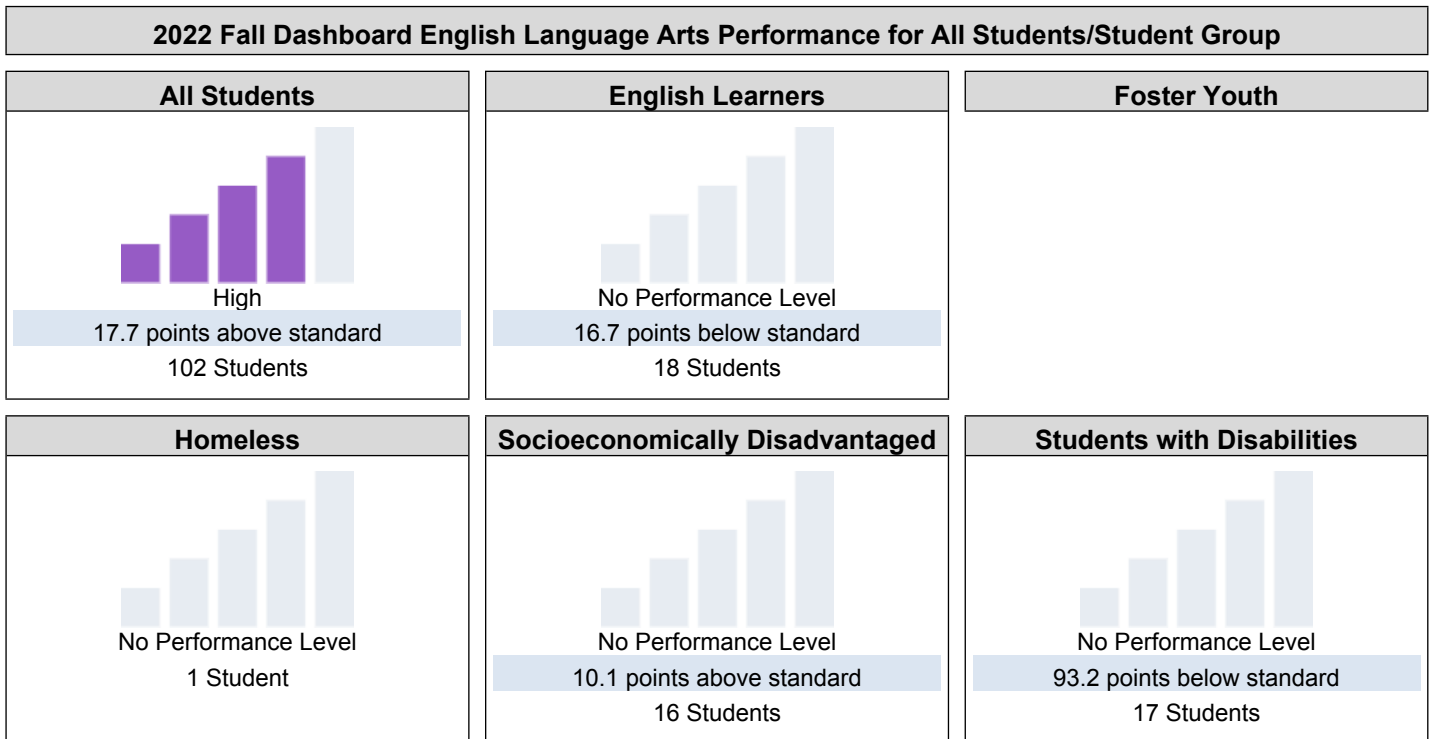 2022 Fall Dashboard English Language Arts Performance for All Students/Student Group
All Students
High
17.7 points above standard
102 Students
English Learners
No Performance Level
16.7 points below standard
18 Students
Foster Youth
Homeless
No Performance Level
1 Student
Socioeconomically Disadvantaged
No Performance Level
10.1 points above standard
16 Students
Students with Disabilities
No Performance Level
93.2 points below standard
17 Students